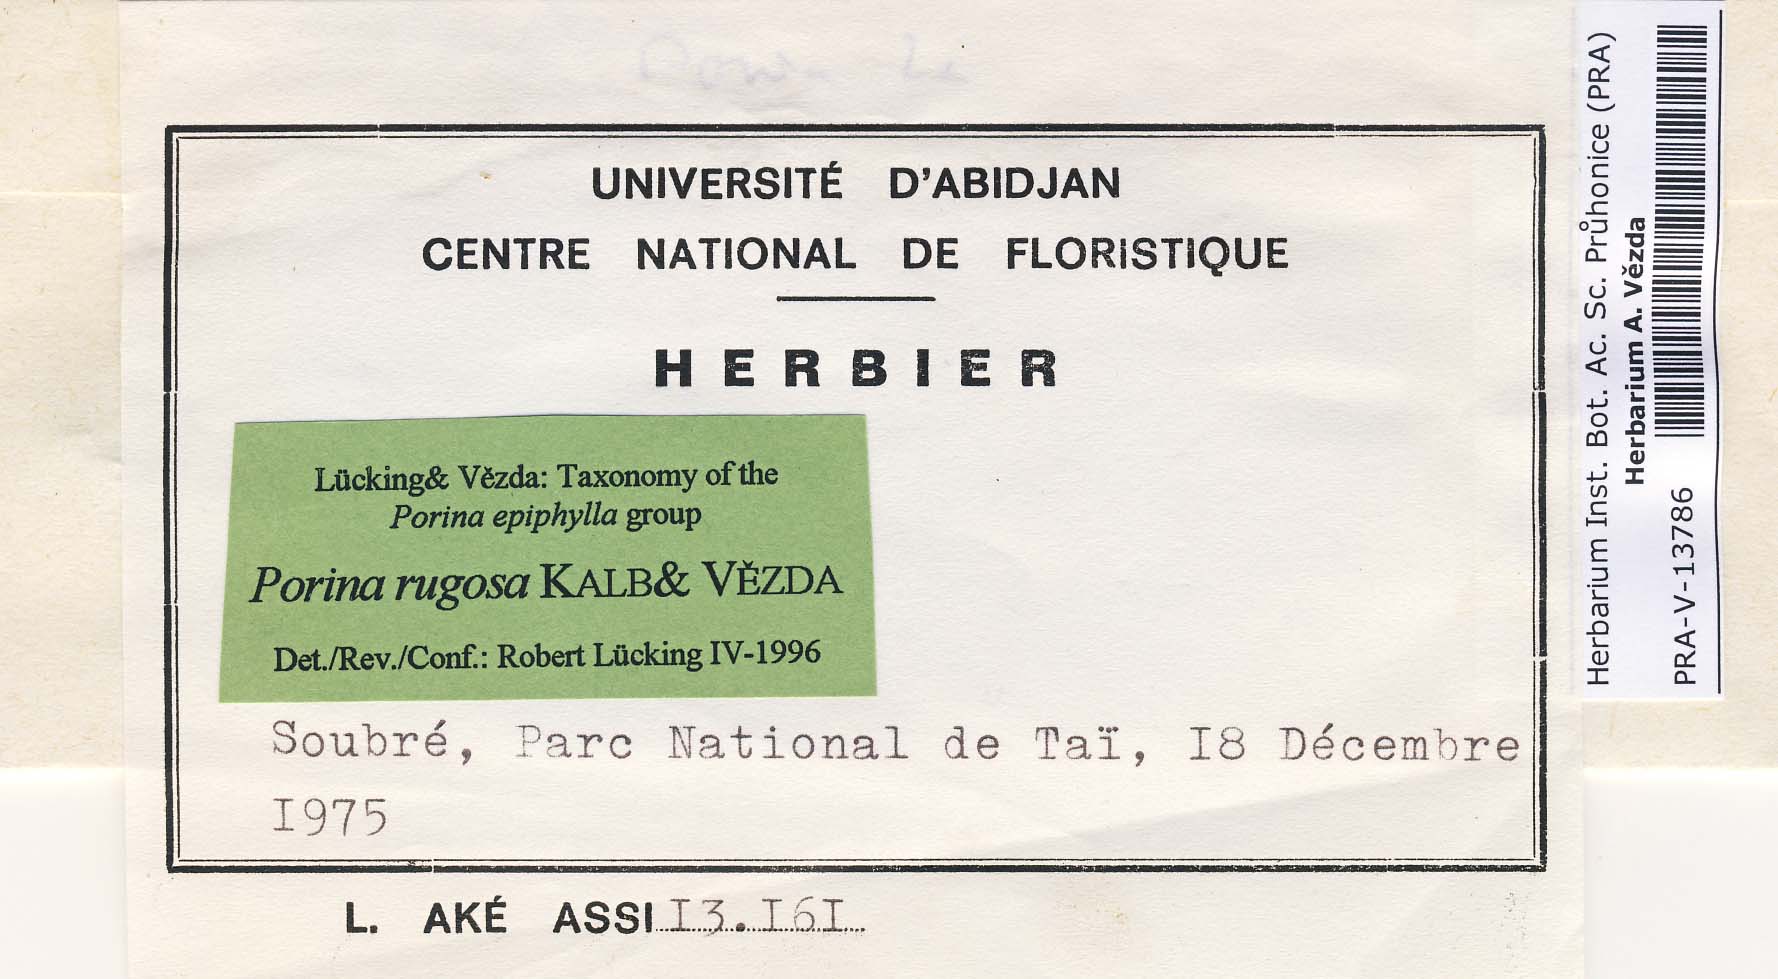 UNIVERSITÉ D'ABIDJAN
CENTRE NATIONAL DE FLORISTIQUE
HERBIER
Lücking& Vězda: Taxonomy of the
Porina epiphylla group
Porina rugosa KALB& VĚZDA
Det./Rev./Conf.: Robert Lücking IV-1996
Soubré, Parc National de Taï, I8 Décembre
I975
L. AKÉ ASSI I3.I6I
Herbarium Inst. Bot. Ac. Sc. Průhonice (PRA)
Herbarium A. Vězda
PRA-V-13786